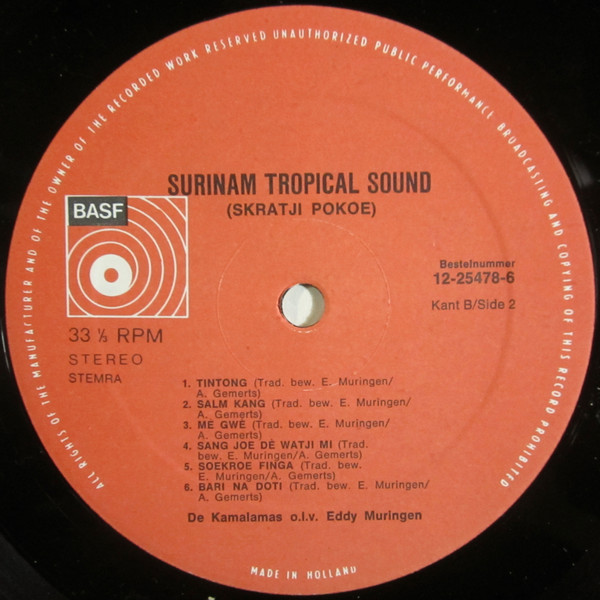 ALL RIGHTS OF THE MANUFACTURER AND OF THE OWNER OF THE RECORDED WORK RESERVED UNAUTHORIZED PUBLIC PERFORMANCE BROADCASTING AND COPYING OF THIS RECORD PROHIBITED
SURINAM TROPICAL SOUND
(SKRATJI POKOE)
BASF
Bestelnummer
12-25478-6
Kant B/Side 2
33 ⅓ RPM
STEREO
STEMRA
1. TINTONG (Trad. bew. E. Muringen/
A. Gemerts)
2. SALM KANG (Trad. bew. E. Muringen/
A. Gemerts)
3. MÉ GWÉ (Trad. bew. E. Muringen/
A. Gemerts)
4. SANG JOE DÉ WATJI MI (Trad.
bew. E. Muringen/A. Gemerts)
5. SOEKROE FINGA (Trad. bew.
E. Muringen/A. Gemerts)
6. BARI NA DOTI (Trad. bew. E. Muringen/
A. Gemerts)
De Kamalamas o.l.v. Eddy Muringen
MADE IN HOLLAND